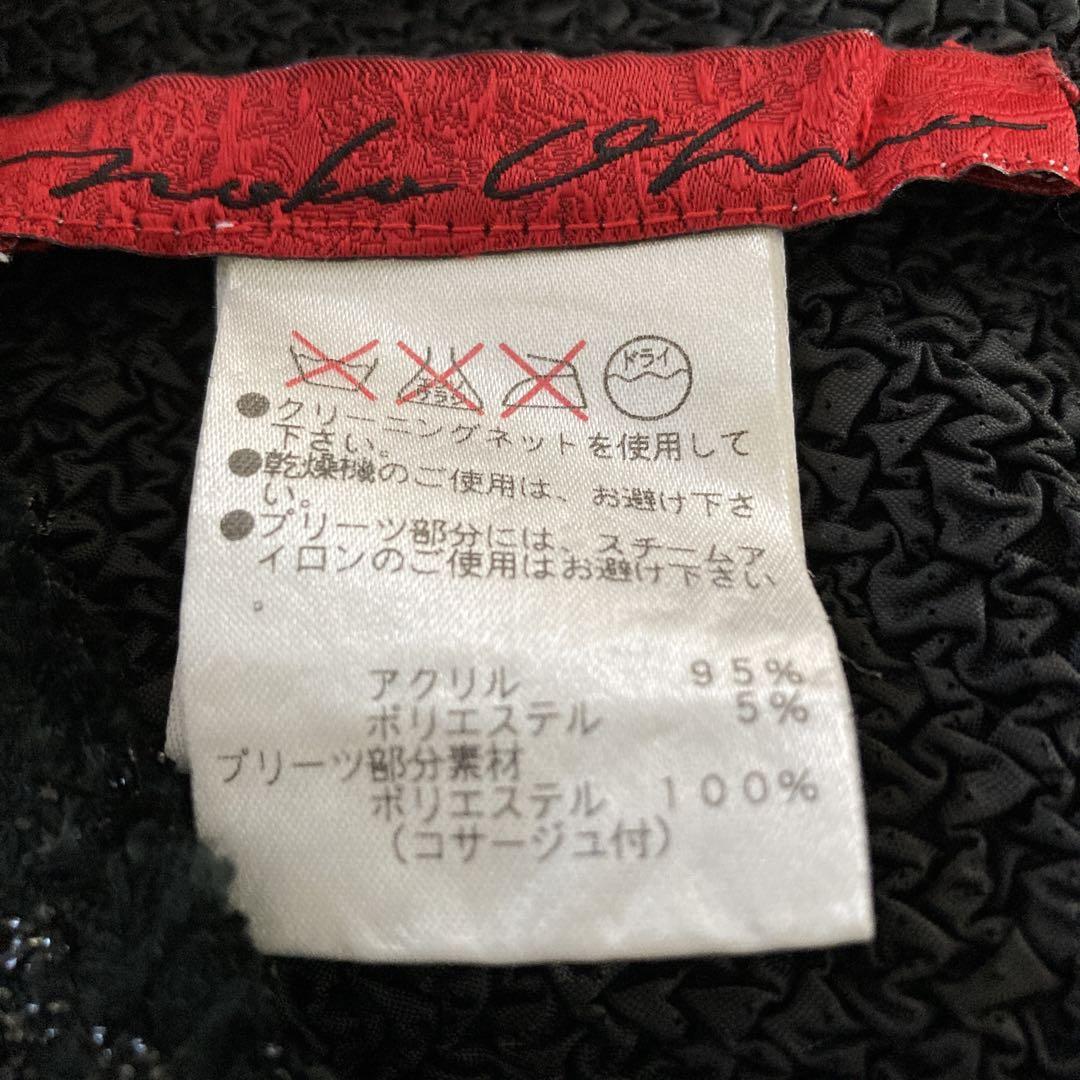 エンソ
ドライ
●クリーニングネットを使用して
下さい。
●乾燥機のご使用は、お避け下さ
い。
●プリーツ部分には、スチームア
イロンのご使用はお避け下さい
。
アクリル 95%
ポリエステル 5%
プリーツ部分素材
ポリエステル 100%
(コサージュ付)